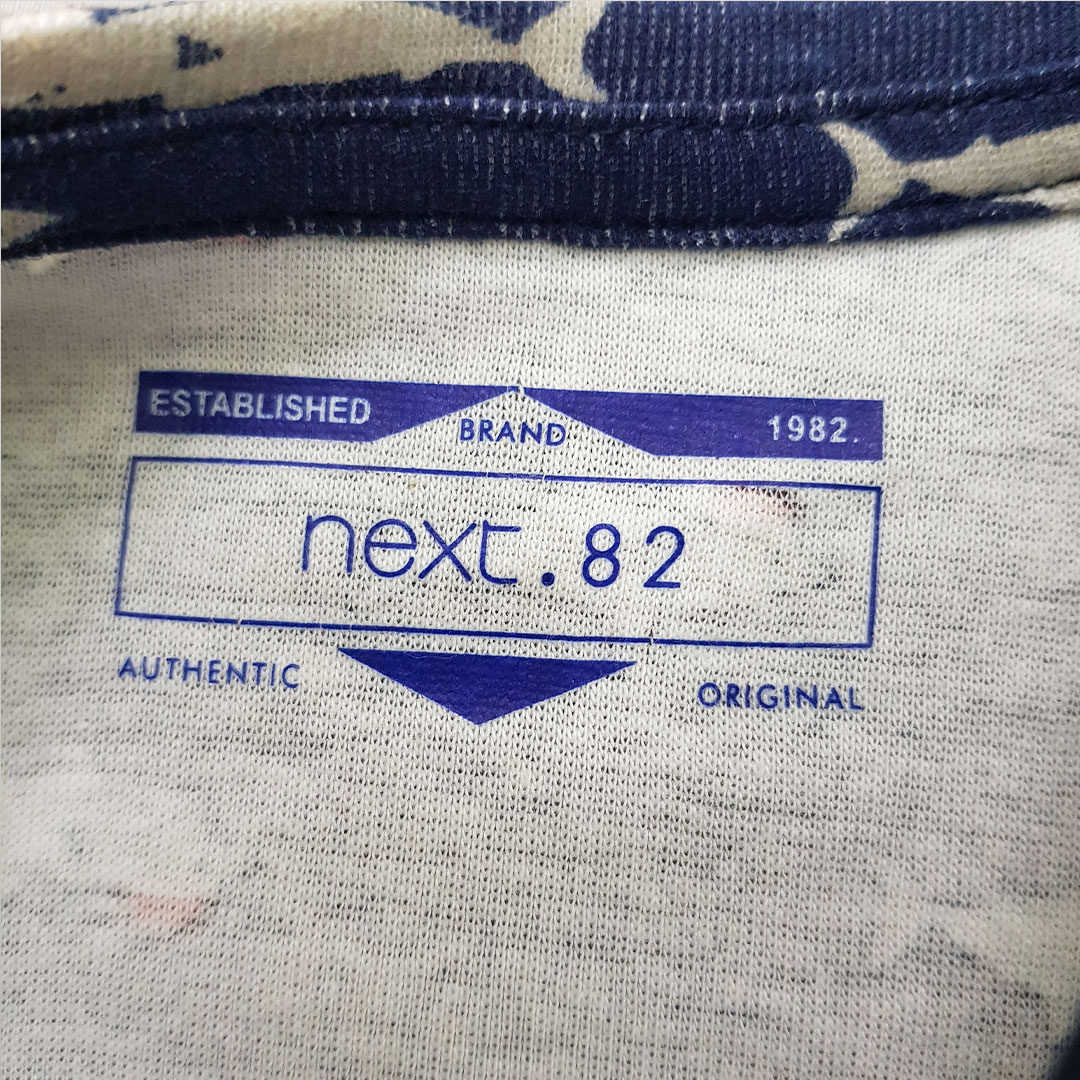 ESTABLISHED BRAND 1982.
next.82
AUTHENTIC ORIGINAL